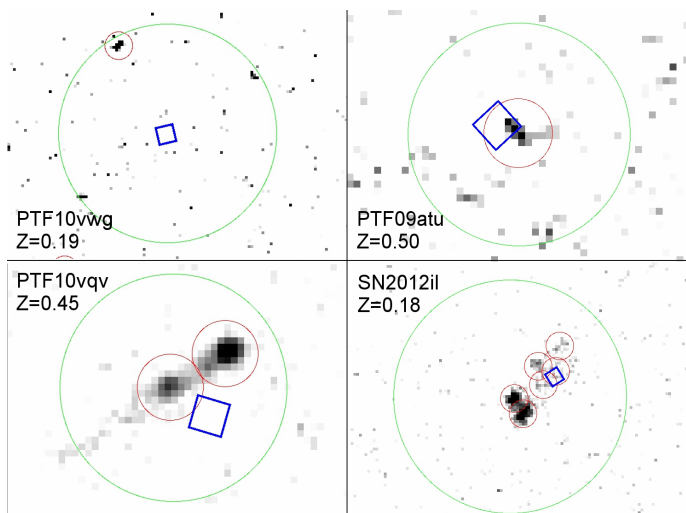 PTF10vwg
Z=0.19
PTF09atu
Z=0.50
PTF10vqv
Z=0.45
SN2012il
Z=0.18